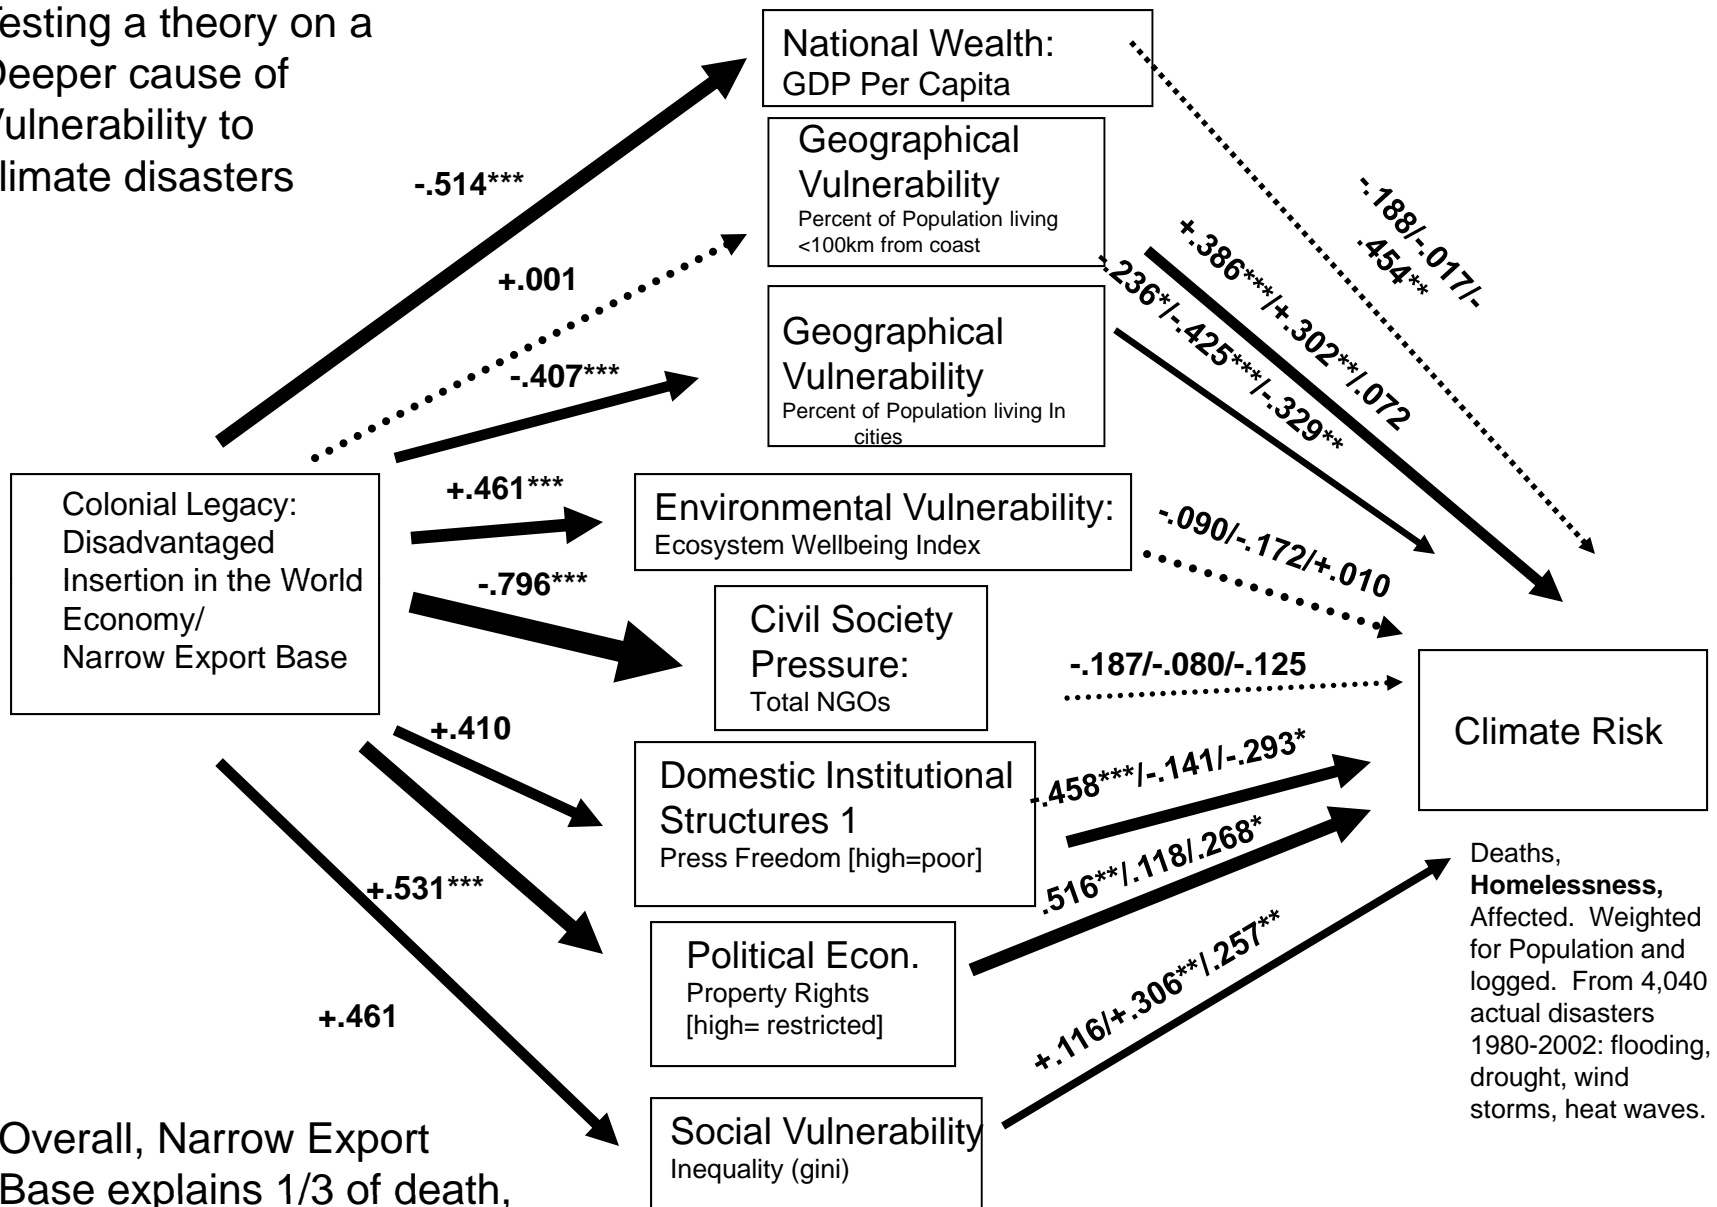 esting a theory on a
Deeper cause of
Vulnerability to
limate disasters
National Wealth:
GDP Per Capita
Geographical
Vulnerability
Percent of Population living
<100km from coast
Geographical
Vulnerability
Percent of Population living In
cities
Environmental Vulnerability:
Ecosystem Wellbeing Index
Civil Society
Pressure:
Total NGOs
Domestic Institutional
Structures 1
Press Freedom [high=poor]
Political Econ.
Property Rights
[high= restricted]
Social Vulnerability
Inequality (gini)
Colonial Legacy:
Disadvantaged
Insertion in the World
Economy/
Narrow Export Base
-.514***
+.001
-.407***
+.461***
-.796***
+.410
+.531***
+.461
-.188/-.017/-
.454**
+.386***/+.302**/.072
-.236*/-.425***/-.329**
-.090/-.172/+.010
-.187/-.080/-.125
-.458***/-.141/-.293*
.516**/.118/.268*
+.116/+.306**/.257**
Climate Risk
Deaths,
Homelessness,
Affected. Weighted
for Population and
logged. From 4,040
actual disasters
1980-2002: flooding,
drought, wind
storms, heat waves.
Overall, Narrow Export
Base explains 1/3 of death,